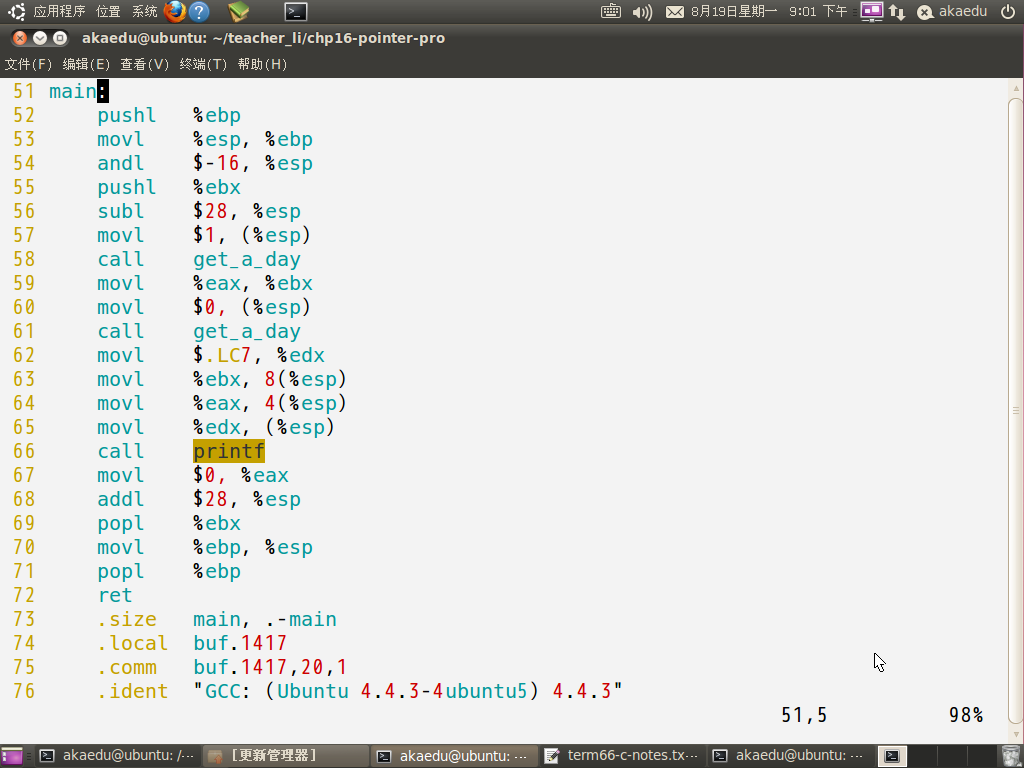 应用程序 位置 系统 8月19日星期一 9:01 下午 akaedu
akaedu@ubuntu: ~/teacher_li/chp16-pointer-pro
文件(F) 编辑(E) 查看(V) 终端(T) 帮助(H)
51 main:
52 pushl %ebp
53 movl %esp, %ebp
54 andl $-16, %esp
55 pushl %ebx
56 subl $28, %esp
57 movl $1, (%esp)
58 call get_a_day
59 movl %eax, %ebx
60 movl $0, (%esp)
61 call get_a_day
62 movl $.LC7, %edx
63 movl %ebx, 8(%esp)
64 movl %eax, 4(%esp)
65 movl %edx, (%esp)
66 call printf
67 movl $0, %eax
68 addl $28, %esp
69 popl %ebx
70 movl %ebp, %esp
71 popl %ebp
72 ret
73 .size main, .-main
74 .local buf.1417
75 .comm buf.1417,20,1
76 .ident "GCC: (Ubuntu 4.4.3-4ubuntu5) 4.4.3"
51,5 98%
akaedu@ubuntu: /··· [更新管理器] akaedu@ubuntu: ··· term66-c-notes.tx··· akaedu@ubuntu: ···